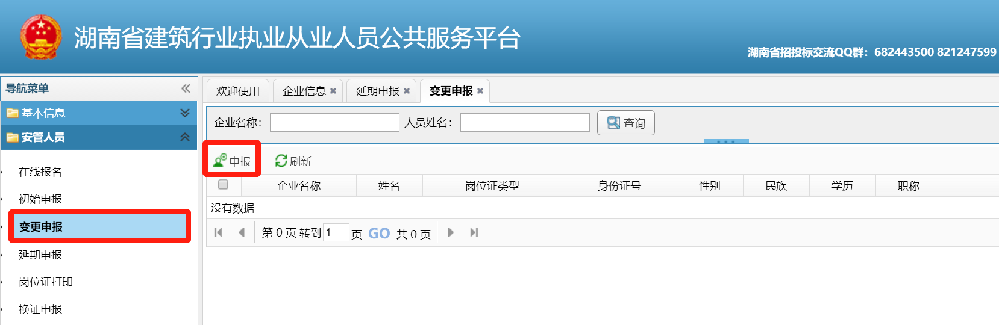 湖南省建筑行业执业从业人员公共服务平台
湖南省招投标交流QQ群：682443500 821247599
导航菜单
基本信息
安管人员
在线报名
初始申报
变更申报
延期申报
岗位证打印
换证申报
欢迎使用 企业信息 延期申报 变更申报
企业名称： 人员姓名： 查询
申报 刷新
企业名称 姓名 岗位证类型 身份证号 性别 民族 学历 职称
没有数据
第 0 页 转到 1 页 GO 共 0 页